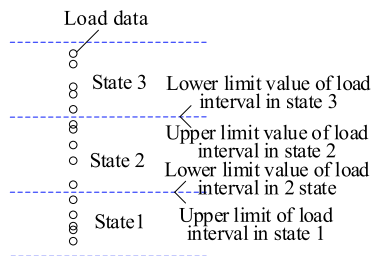 Load data
State 3
Lower limit value of load
interval in state 3
Upper limit value of load
interval in state 2
State 2
Lower limit value of load
interval in 2 state
State1
Upper limit of load
interval in state 1